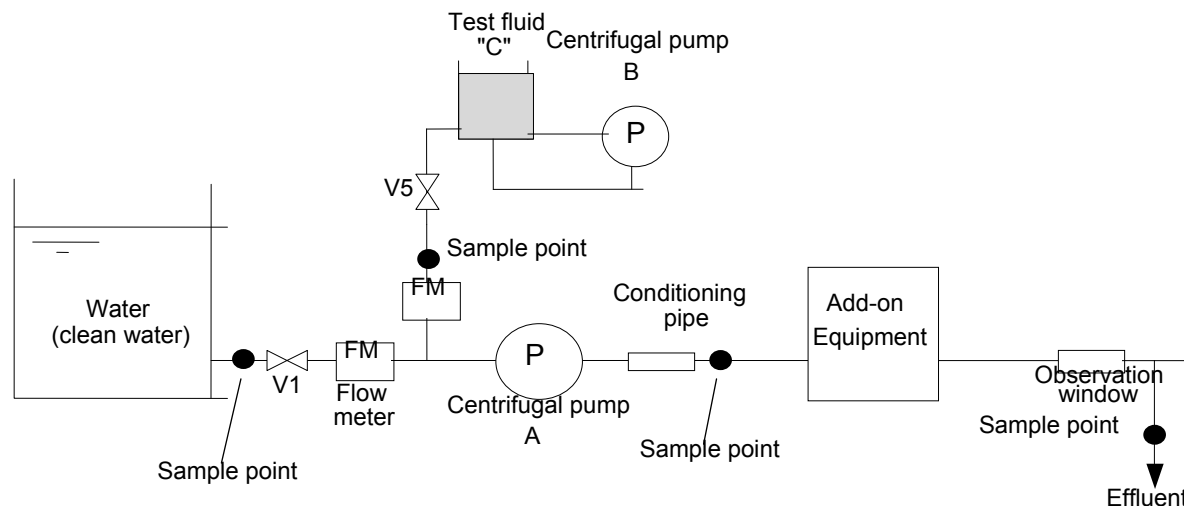 Test fluid
"C"
Centrifugal pump
B
P
V5
Sample point
FM
Water
(clean water)
FM
V1
Flow
meter
Sample point
P
Centrifugal pump
A
Conditioning
pipe
Sample point
Add-on
Equipment
Observation
window
Sample point
Effluent